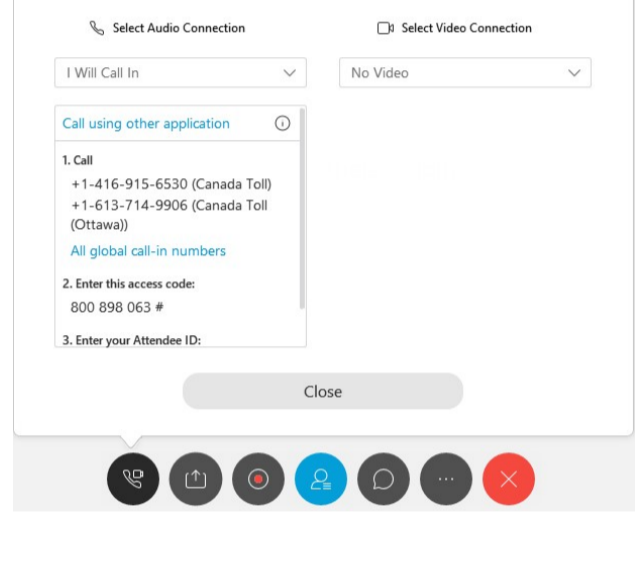 Select Audio Connection
Select Video Connection
I Will Call In
No Video
Call using other application
1. Call
+1-416-915-6530 (Canada Toll)
+1-613-714-9906 (Canada Toll
(Ottawa))
All global call-in numbers
2. Enter this access code:
800 898 063 #
3. Enter your Attendee ID:
Close